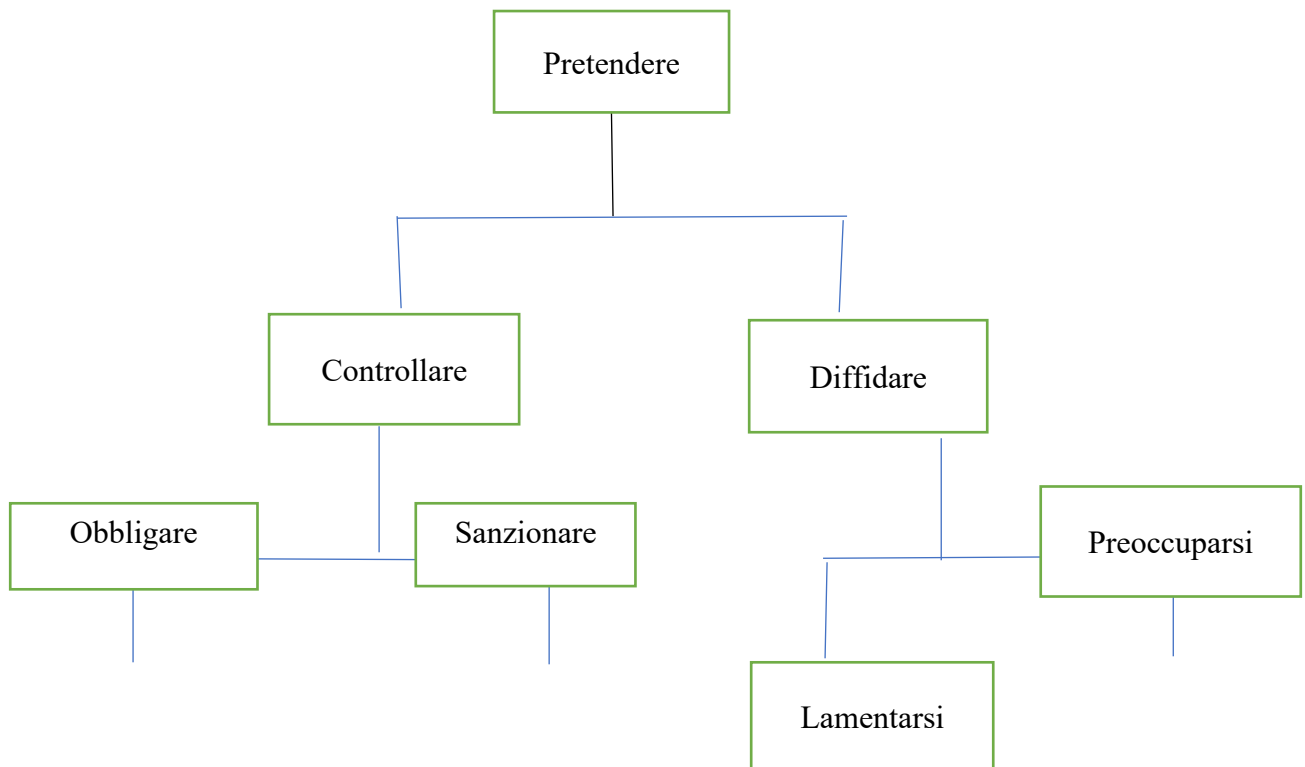 Pretendere
Controllare
Diffidare
Obbligare
Sanzionare
Preoccuparsi
Lamentarsi